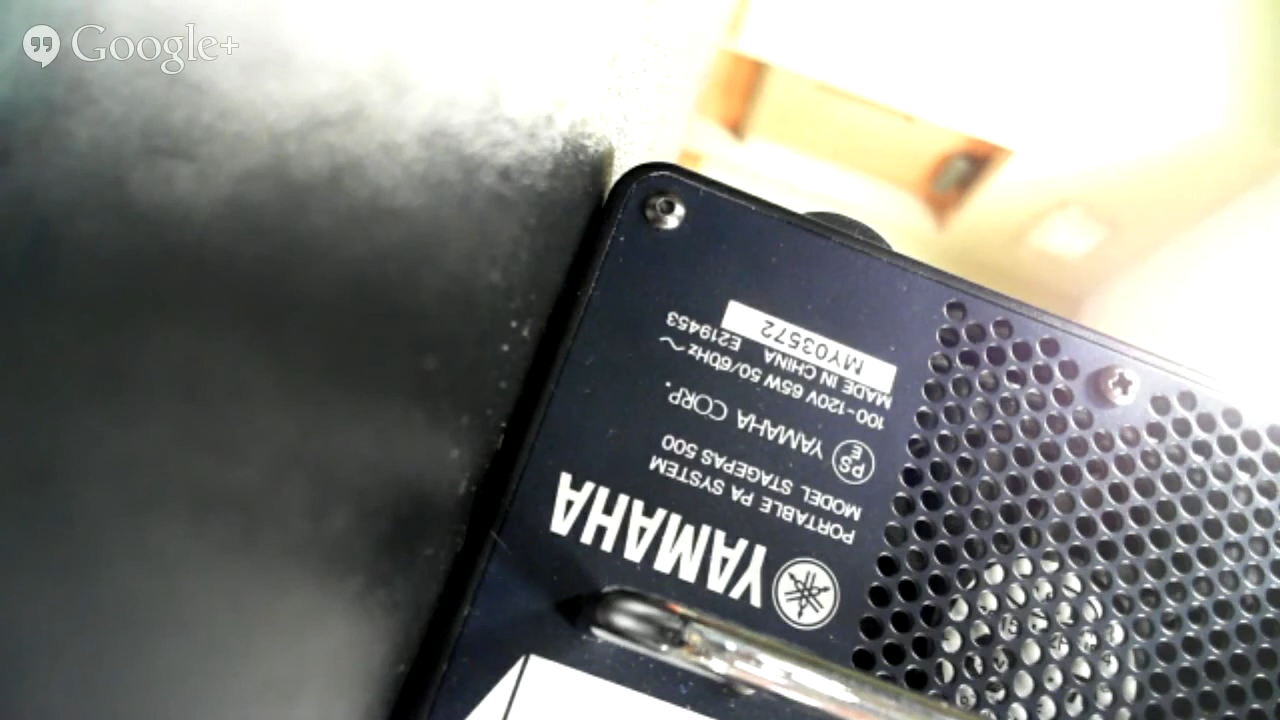 Google+
YAMAHA
PORTABLE PA SYSTEM
MODEL STAGEPAS 500
PS E YAMAHA CORP.
100-120V 65W 50/60Hz ~
MADE IN CHINA E219453
MY03572